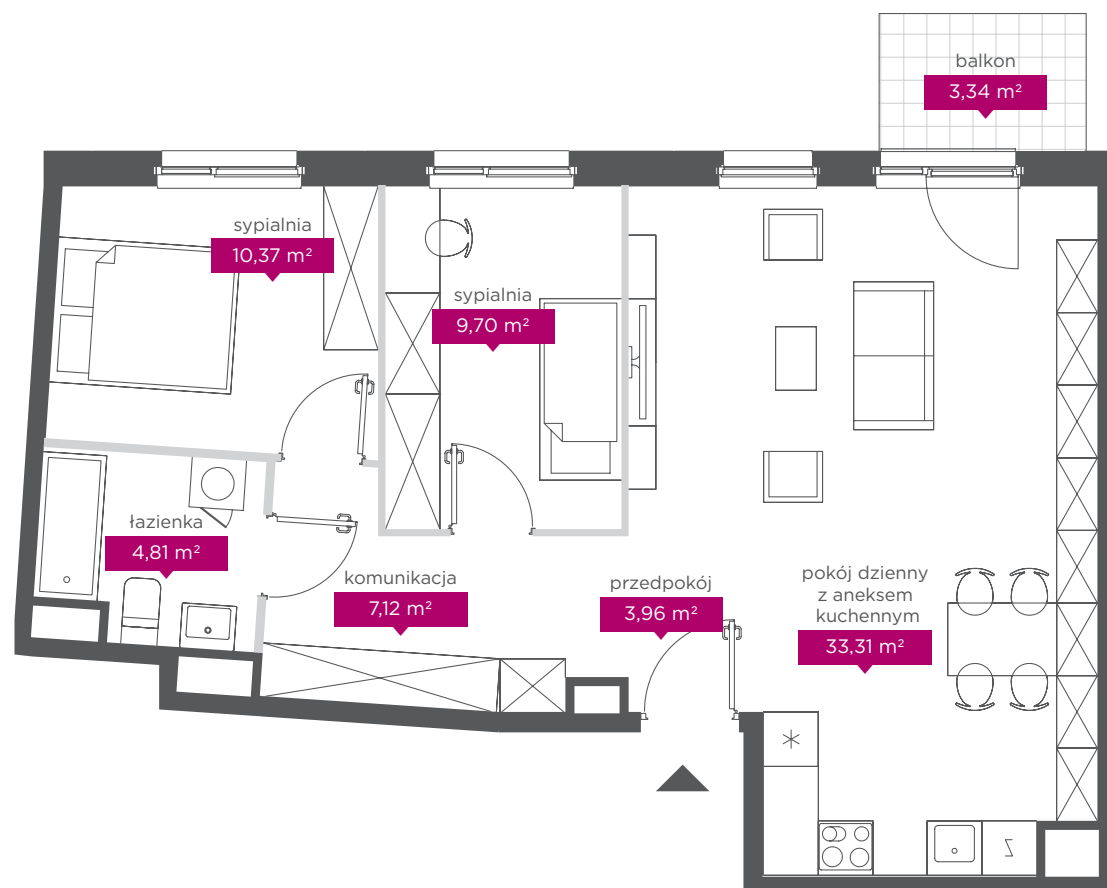 balkon
3,34 m²
sypialnia
10,37 m²
sypialnia
9,70 m²
łazienka
4,81 m²
komunikacja
7,12 m²
przedpokój
3,96 m²
pokój dzienny
z aneksem
kuchennym
33,31 m²
Z